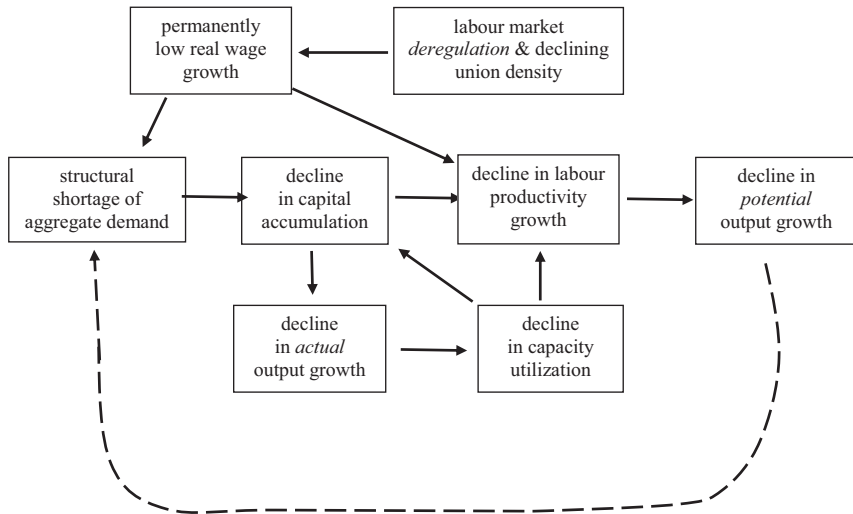 permanently
low real wage
growth
labour market
deregulation & declining
union density
structural
shortage of
aggregate demand
decline
in capital
accumulation
decline in labour
productivity
growth
decline in
potential
output growth
decline
in actual
output growth
decline
in capacity
utilization